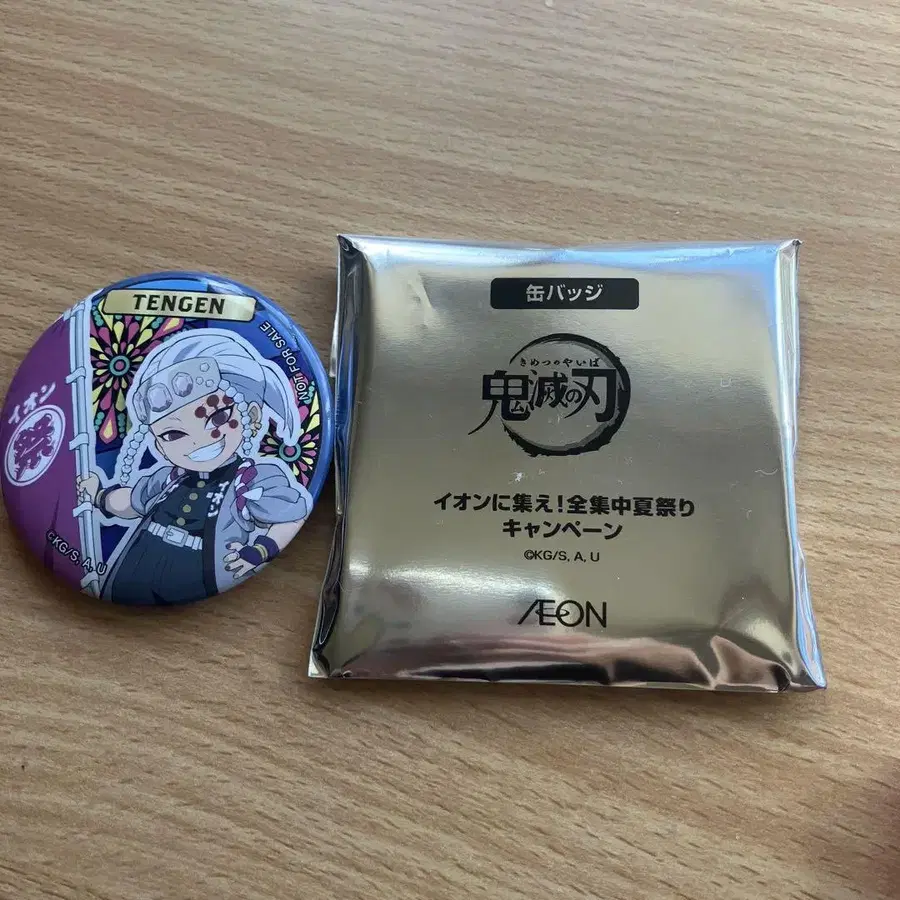 TENGEN
NOT FOR SALE
イオン
祭
©KG/S, A, U
缶バッジ
きめつのやいば
鬼滅の刃
イオンに集え!全集中夏祭り
キャンペーン
©KG/S, A, U
ÆON